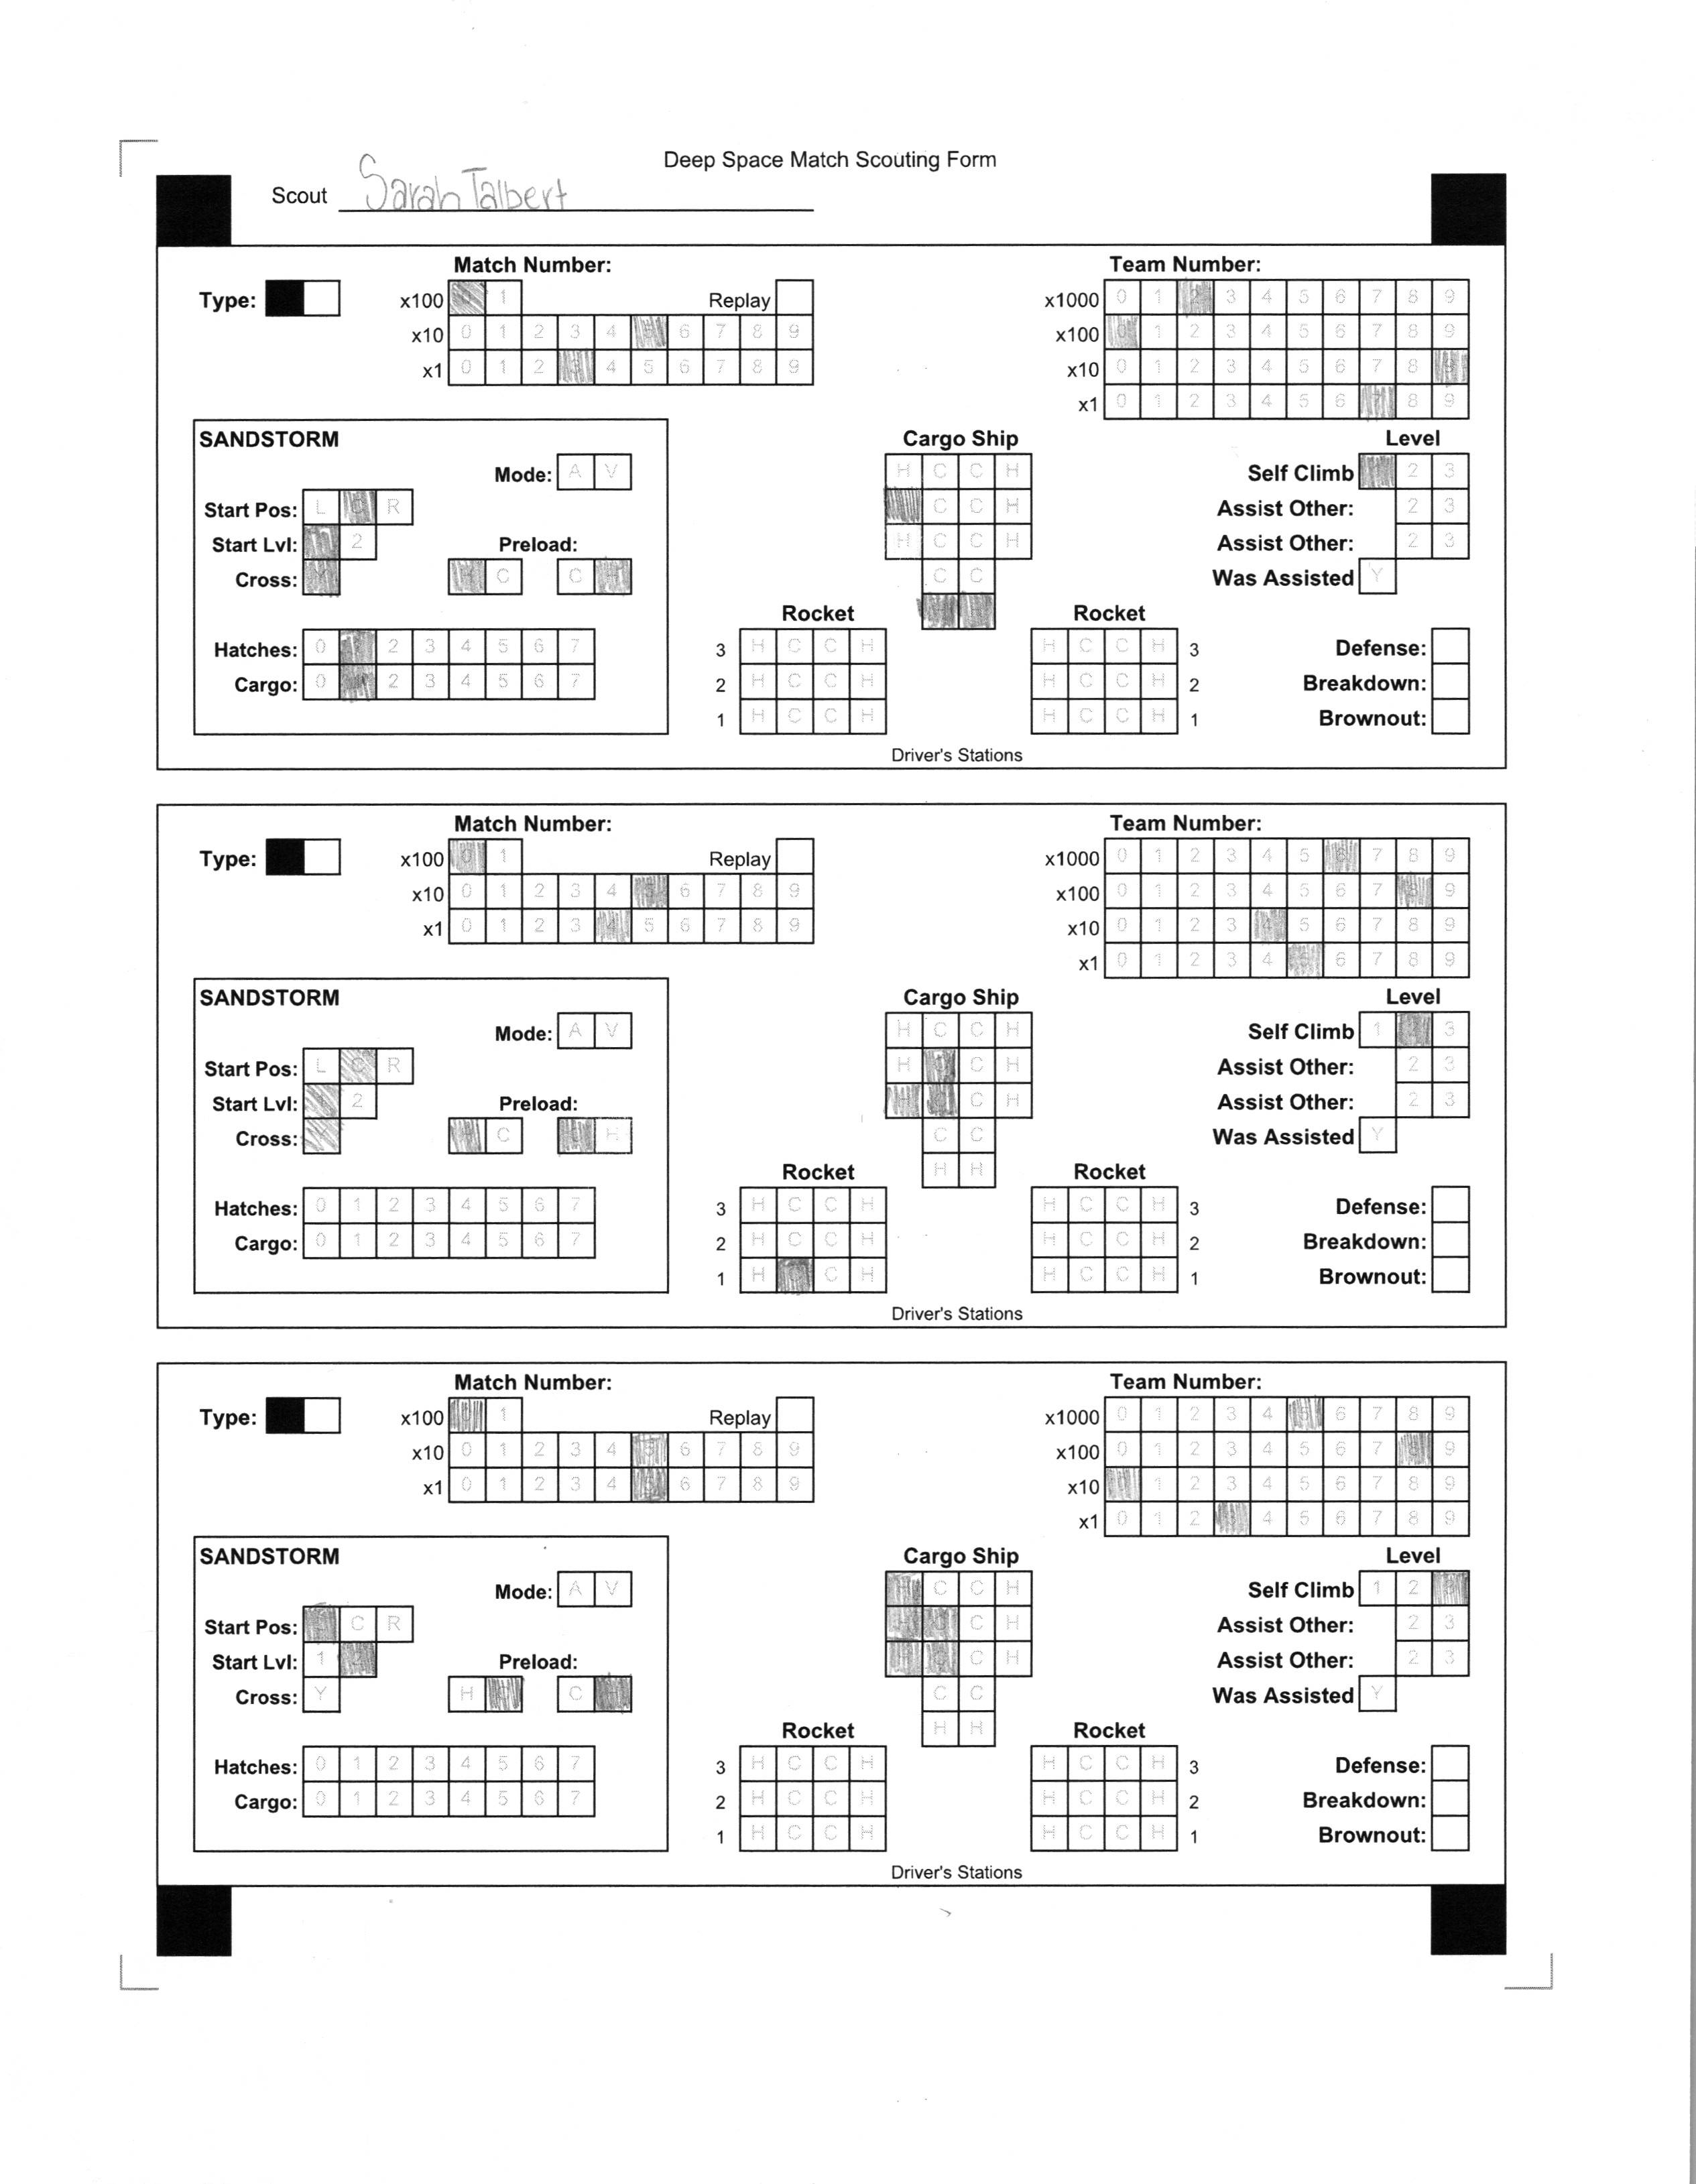 Deep Space Match Scouting Form
Scout Sarah Talbert
Match Number: Team Number:
Type: x100 1 Replay x1000 0 1 2 3 4 5 6 7 8 9
x10 0 1 2 3 4 5 6 7 8 9 x100 0 1 2 3 4 5 6 7 8 9
x1 0 1 2 3 4 5 6 7 8 9 x10 0 1 2 3 4 5 6 7 8 9
x1 0 1 2 3 4 5 6 7 8 9
SANDSTORM Cargo Ship Level
Mode: A V H C C H Self Climb 2 3
Start Pos: L C R C C H Assist Other: 2 3
Start Lvl: 2 Preload: H C C H Assist Other: 2 3
Cross: H C C H C C Was Assisted Y
Rocket Rocket
Hatches: 0 1 2 3 4 5 6 7 3 H C C H H C C H 3 Defense:
Cargo: 0 2 3 4 5 6 7 2 H C C H H C C H 2 Breakdown:
1 H C C H H C C H 1 Brownout:
Driver's Stations
Match Number: Team Number:
Type: x100 0 1 Replay x1000 0 1 2 3 4 5 6 7 8 9
x10 0 1 2 3 4 5 6 7 8 9 x100 0 1 2 3 4 5 6 7 8 9
x1 0 1 2 3 4 5 6 7 8 9 x10 0 1 2 3 4 5 6 7 8 9
x1 0 1 2 3 4 5 6 7 8 9
SANDSTORM Cargo Ship Level
Mode: A V H C C H Self Climb 1 3
Start Pos: L C R H C C H Assist Other: 2 3
Start Lvl: 1 2 Preload: H C C H Assist Other: 2 3
Cross: Y H C C H C C Was Assisted Y
Rocket H H Rocket
Hatches: 0 1 2 3 4 5 6 7 3 H C C H H C C H 3 Defense:
Cargo: 0 1 2 3 4 5 6 7 2 H C C H H C C H 2 Breakdown:
1 H C C H H C C H 1 Brownout:
Driver's Stations
Match Number: Team Number:
Type: x100 0 1 Replay x1000 0 1 2 3 4 5 6 7 8 9
x10 0 1 2 3 4 5 6 7 8 9 x100 0 1 2 3 4 5 6 7 8 9
x1 0 1 2 3 4 5 6 7 8 9 x10 0 1 2 3 4 5 6 7 8 9
x1 0 1 2 3 4 5 6 7 8 9
SANDSTORM Cargo Ship Level
Mode: A V H C C H Self Climb 1 2 3
Start Pos: L C R H C C H Assist Other: 2 3
Start Lvl: 1 Preload: H C C H Assist Other: 2 3
Cross: Y H C C H C C Was Assisted Y
Rocket H H Rocket
Hatches: 0 1 2 3 4 5 6 7 3 H C C H H C C H 3 Defense:
Cargo: 0 1 2 3 4 5 6 7 2 H C C H H C C H 2 Breakdown:
1 H C C H H C C H 1 Brownout:
Driver's Stations